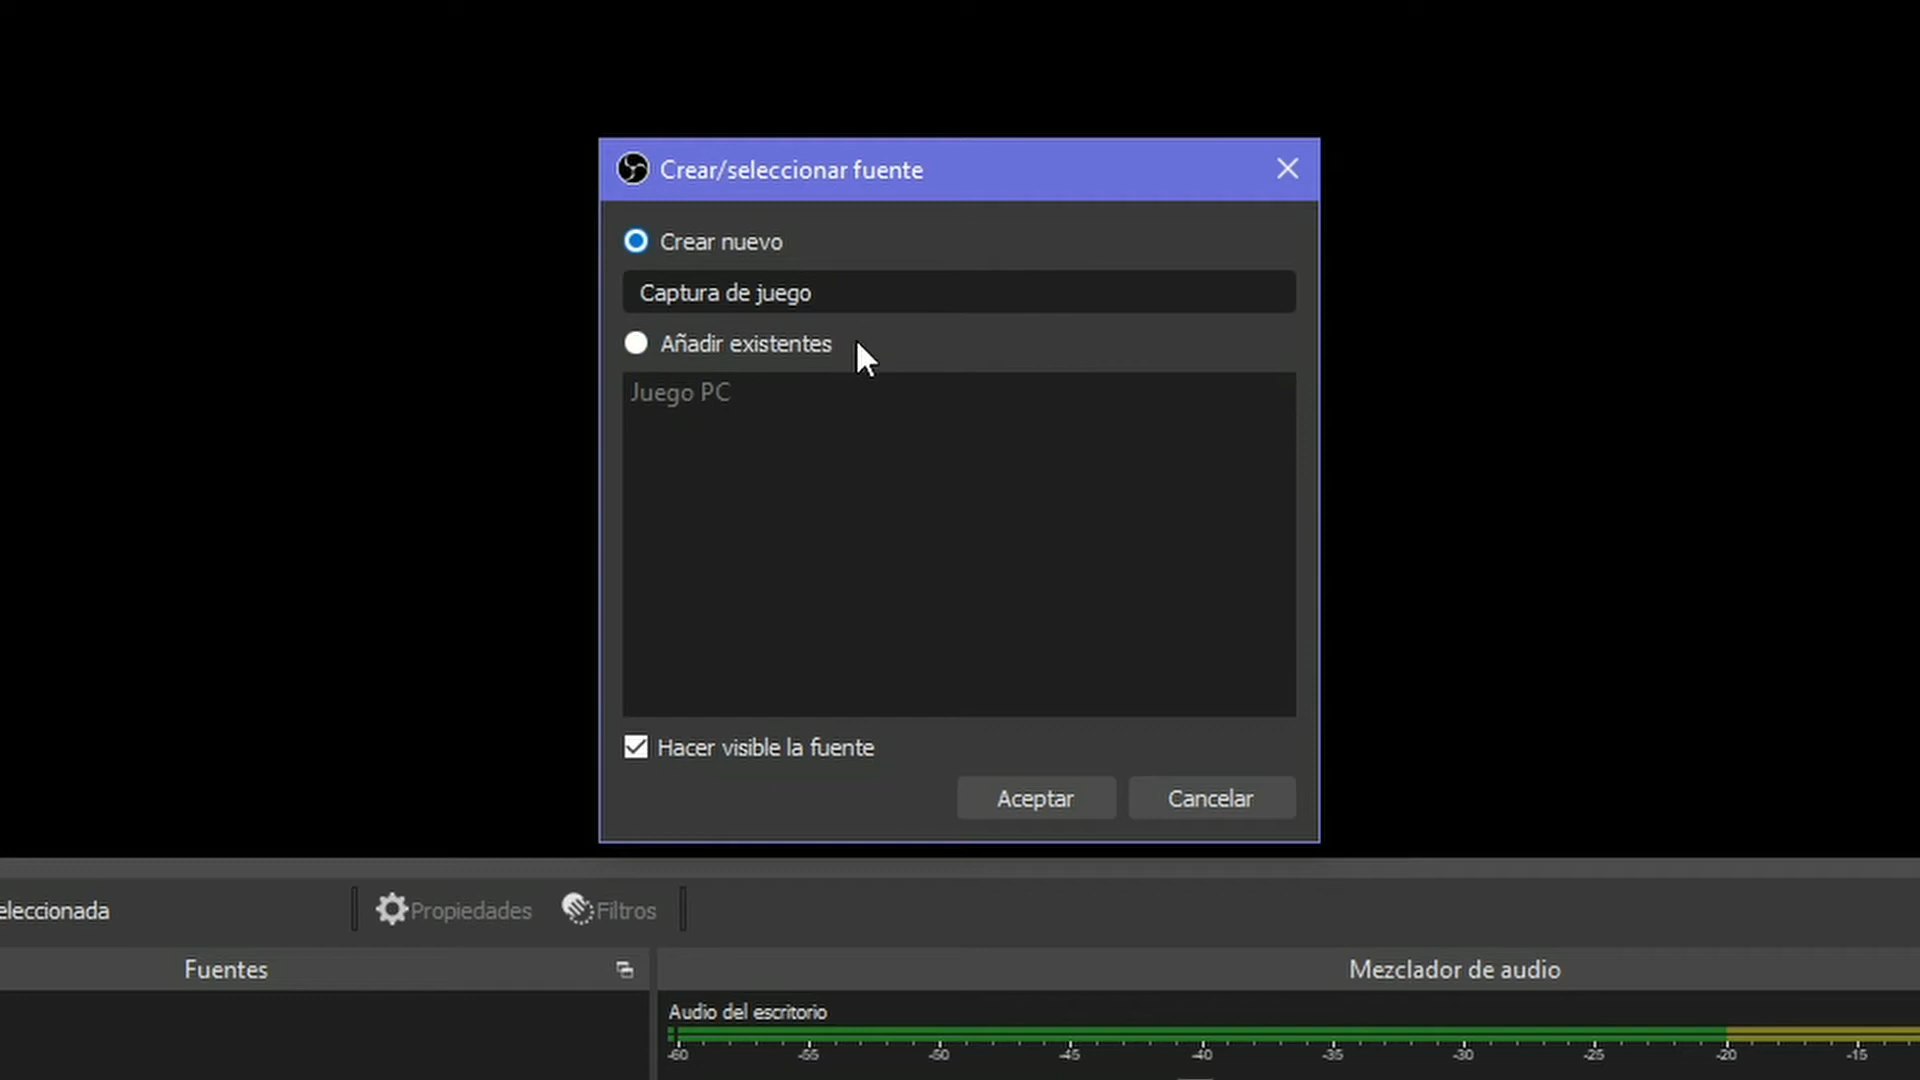 Crear/seleccionar fuente
Crear nuevo
Captura de juego
Añadir existentes
Juego PC
Hacer visible la fuente
Aceptar Cancelar
eleccionada Propiedades Filtros
Fuentes Mezclador de audio
Audio del escritorio
-60 -55 -50 -45 -40 -35 -30 -25 -20 -15